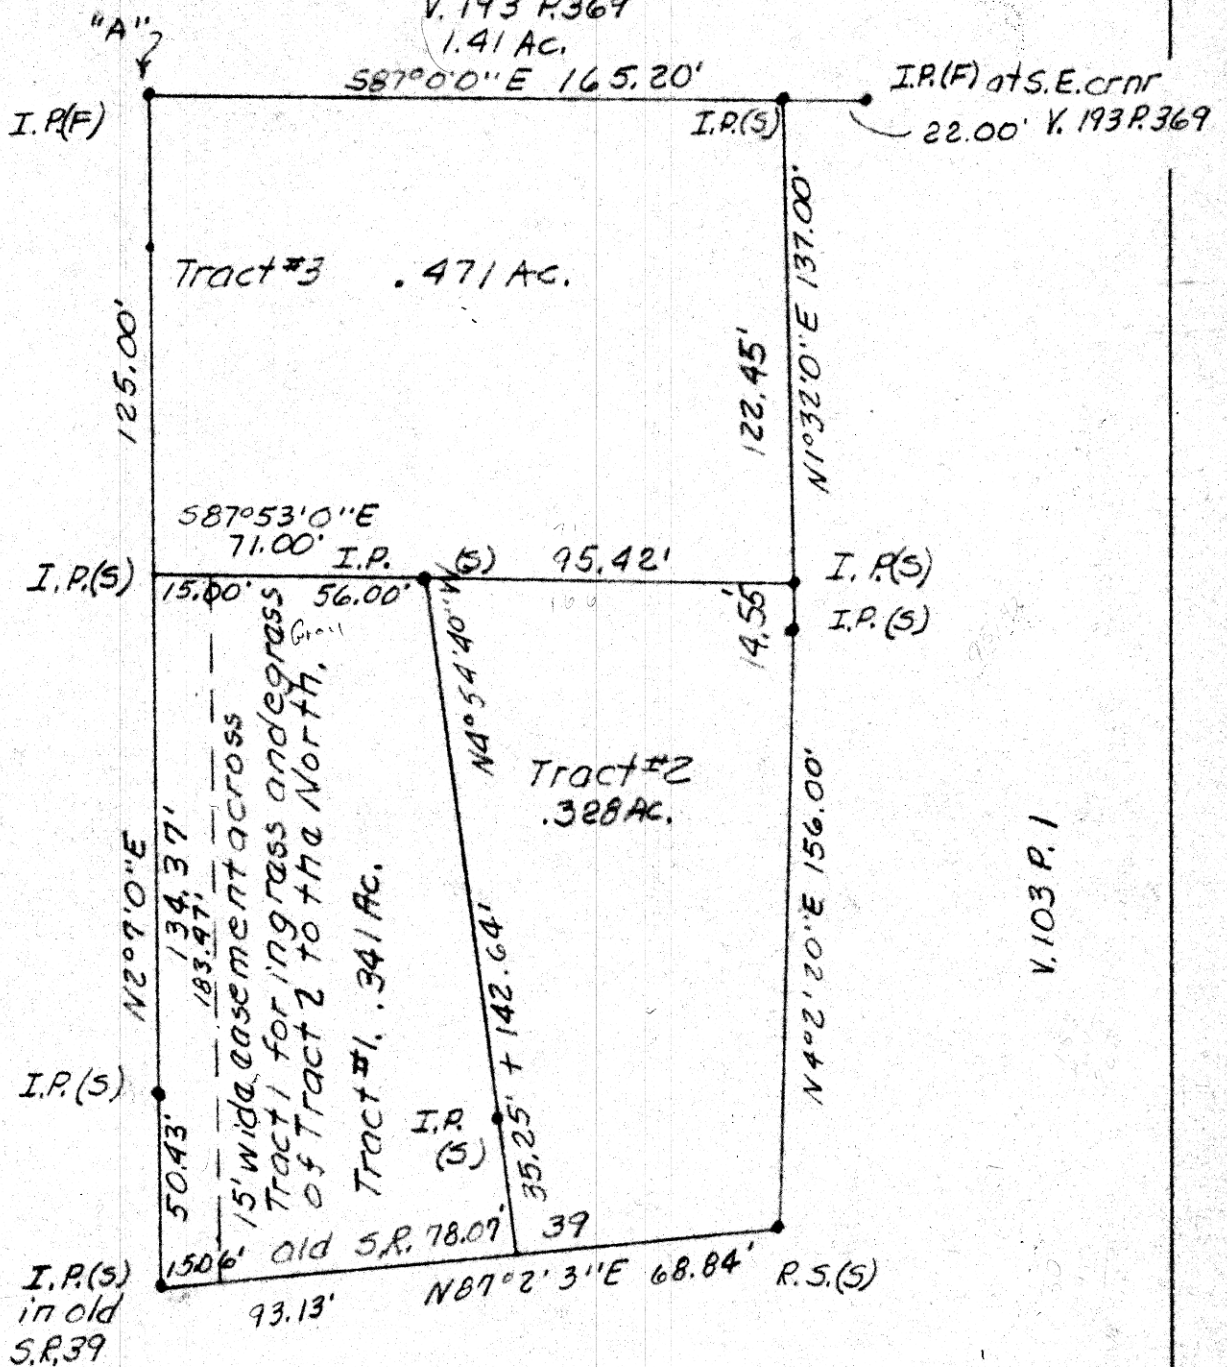 V. 193 P.369
"A"
1.41 Ac.
S87°0'0"E 165.20'
I.P.(F) at S.E. crnr
I.P.(F)
I.P.(S)
22.00' V. 193 P.369
Tract #3 .471 Ac.
125.00'
122.45'
N1°32'0"E 137.00'
S87°53'0"E
71.00'
I.P. (S) 95.42'
I.P.(S)
I.P.(S)
15.00' 56.00'
14.55'
I.P.(S)
N4°54'40"W
Tract #2
.328 Ac.
N2°7'0"E
134.37'
183.97'
15' wide easement across
Tract 1 for ingrass and egrass
of Tract 2 to the North.
Tract #1. .341 Ac.
35.25' + 142.64'
N4°2'20"E 156.00'
V. 103 P. 1
I.P.(S)
I.P.
(S)
50.43'
15.06' old S.R. 78.07' 39
I.P.(S)
in old
S.R.39
93.13'
N87°2'3"E 68.84' R.S.(S)